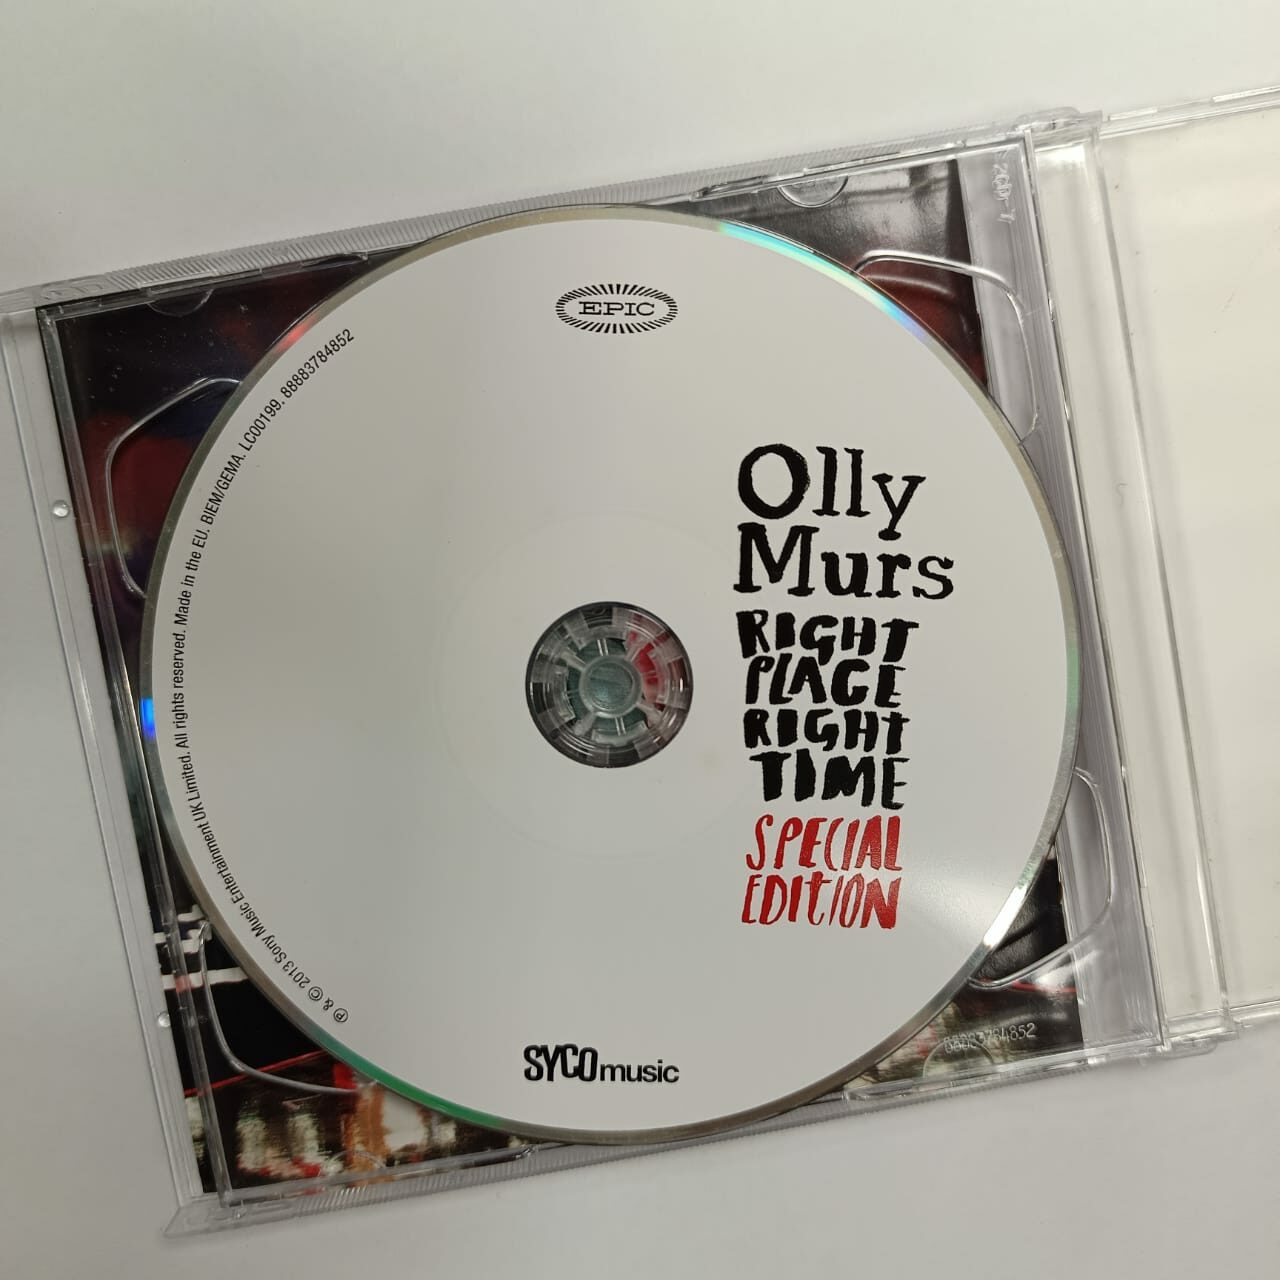 EPIC
Olly
Murs
RIGHT
PLACE
RIGHT
TIME
SPECIAL
EDITION
SYCOmusic
℗ & © 2013 Sony Music Entertainment UK Limited. All rights reserved. Made in the EU. BIEM/GEMA. LC00199. 88883784852
88883784852